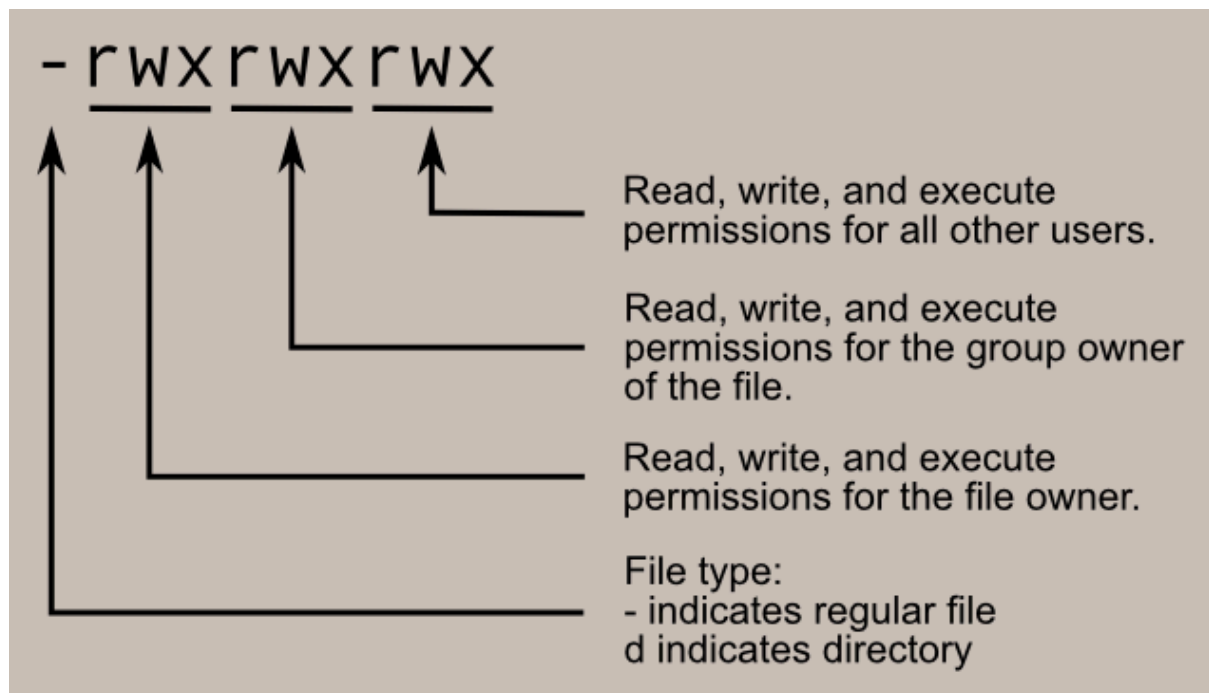 -rwxrwxrwx
Read, write, and execute
permissions for all other users.
Read, write, and execute
permissions for the group owner
of the file.
Read, write, and execute
permissions for the file owner.
File type:
- indicates regular file
d indicates directory